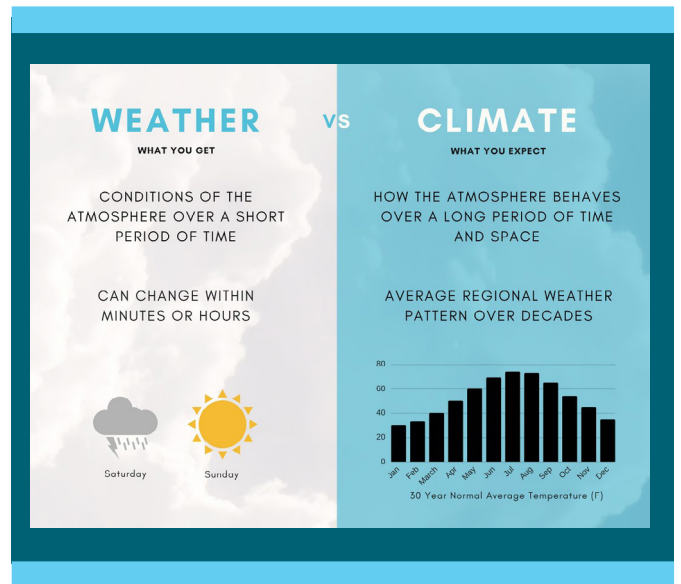 WEATHER
VS
CLIMATE
WHAT YOU GET
WHAT YOU EXPECT
CONDITIONS OF THE
ATMOSPHERE OVER A SHORT
PERIOD OF TIME
HOW THE ATMOSPHERE BEHAVES
OVER A LONG PERIOD OF TIME
AND SPACE
CAN CHANGE WITHIN
MINUTES OR HOURS
AVERAGE REGIONAL WEATHER
PATTERN OVER DECADES
Saturday
Sunday
80
60
40
20
0
Jan
Feb
March
Apr
May
Jun
Jul
Aug
Sep
Oct
Nov
Dec
30 Year Normal Average Temperature (F)